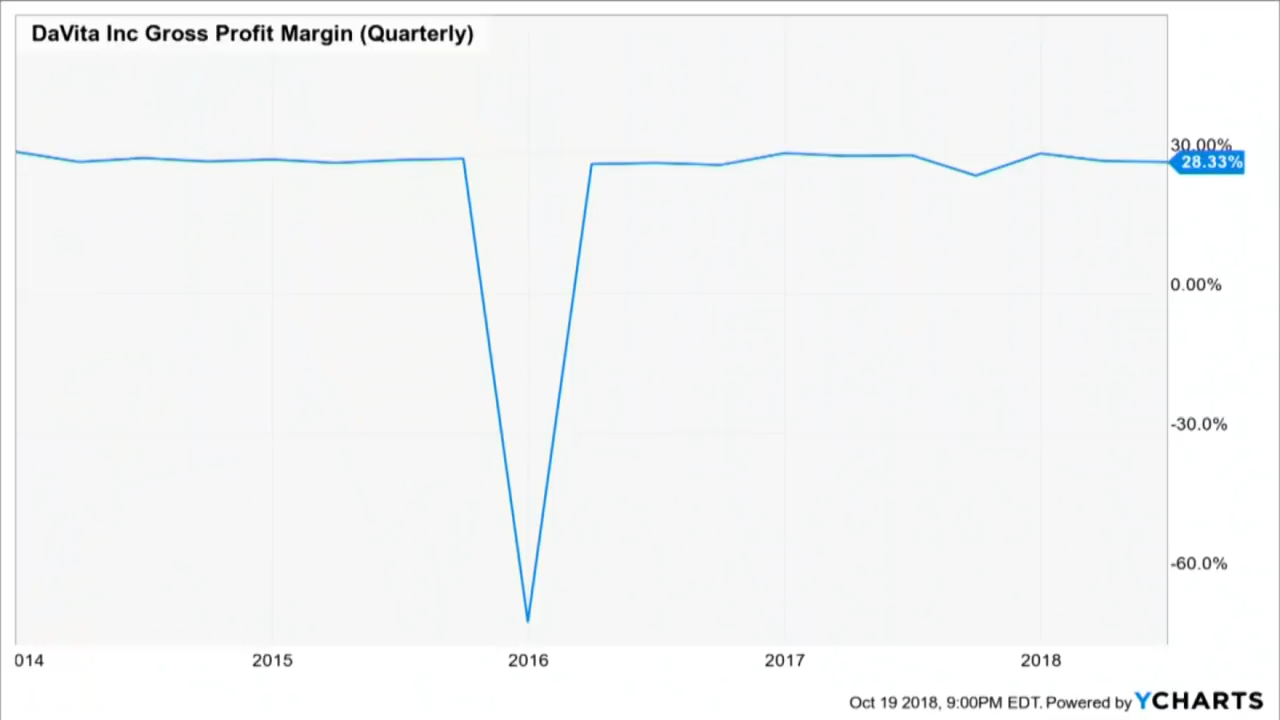 DaVita Inc Gross Profit Margin (Quarterly)
30.00%
28.33%
0.00%
-30.0%
-60.0%
014 2015 2016 2017 2018
Oct 19 2018, 9:00PM EDT. Powered by YCHARTS